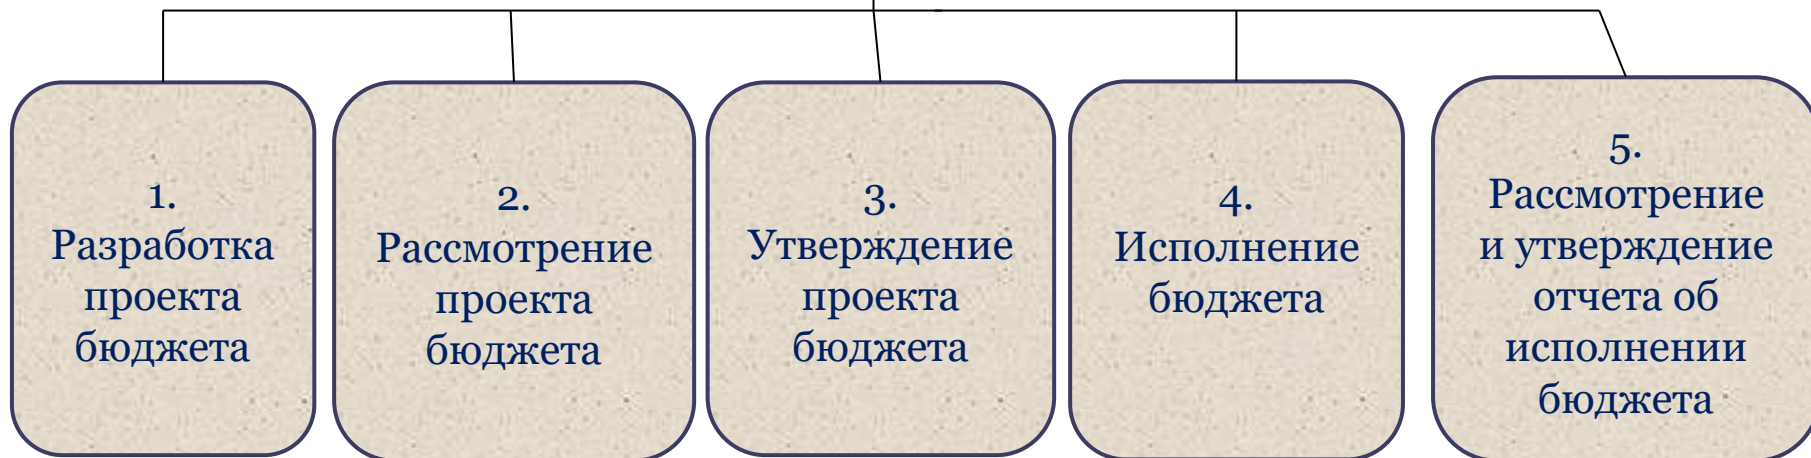 1.
Разработка
проекта
бюджета
2.
Рассмотрение
проекта
бюджета
3.
Утверждение
проекта
бюджета
4.
Исполнение
бюджета
5.
Рассмотрение
и утверждение
отчета об
исполнении
бюджета